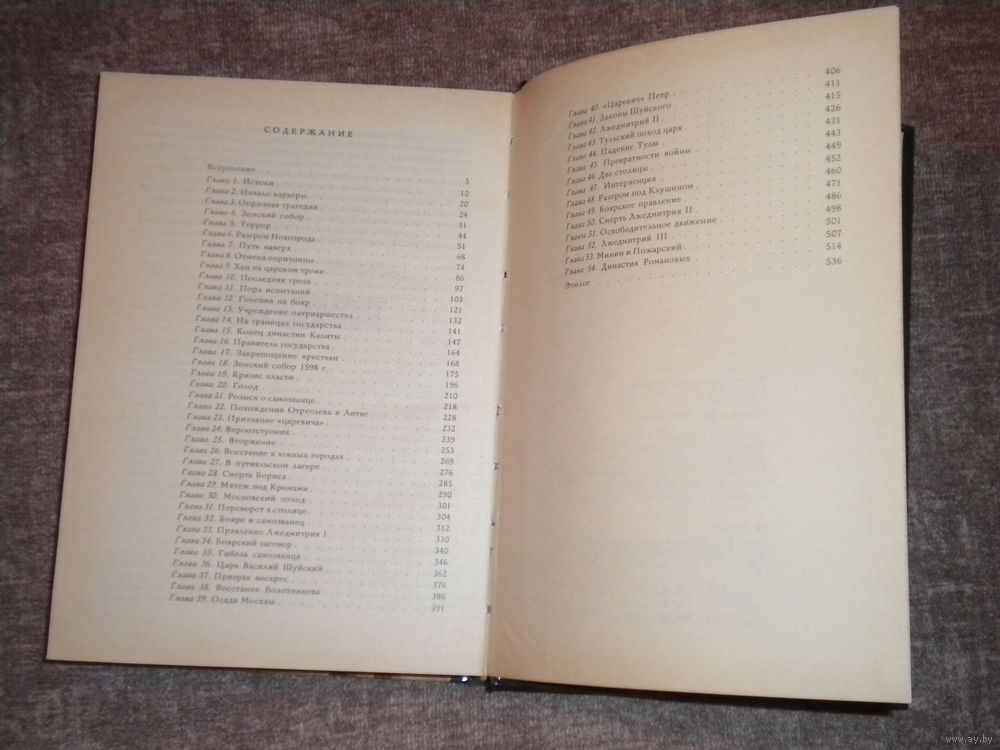 СОДЕРЖАНИЕ
Вступление 5
Глава 1. Истоки 10
Глава 2. Начало карьеры 20
Глава 3. Опричная трагедия 24
Глава 4. Земский собор 31
Глава 5. Террор 44
Глава 6. Разгром Новгорода 51
Глава 7. Путь наверх 68
Глава 8. Отмена опричнины 74
Глава 9. Хан на царском троне 86
Глава 10. Последняя гроза 97
Глава 11. Пора испытаний 103
Глава 12. Гонения на бояр 121
Глава 13. Учреждение патриаршества 132
Глава 14. На границах государства 141
Глава 15. Конец династии Калиты 147
Глава 16. Правитель государства 164
Глава 17. Закрепощение крестьян 168
Глава 18. Земский собор 1598 г. 175
Глава 19. Кризис власти 196
Глава 20. Голод 210
Глава 21. Розыск о самозванце 218
Глава 22. Похождения Отрепьева в Литве 228
Глава 23. Признание «царевича» 232
Глава 24. Вероотступник 239
Глава 25. Вторжение 253
Глава 26. Восстание в южных городах 269
Глава 27. В путивльском лагере 276
Глава 28. Смерть Бориса 285
Глава 29. Мятеж под Кромами 290
Глава 30. Московский поход 301
Глава 31. Переворот в столице 304
Глава 32. Бояре и самозванец 312
Глава 33. Правление Лжедмитрия I 330
Глава 34. Боярский заговор 340
Глава 35. Гибель самозванца 346
Глава 36. Царь Василий Шуйский 362
Глава 37. Призрак воскрес 376
Глава 38. Восстание Болотникова 386
Глава 39. Осада Москвы 391
Глава 40. «Царевич» Петр 406
Глава 41. Законы Шуйского 411
Глава 42. Лжедмитрий II 415
Глава 43. Тульский поход царя 426
Глава 44. Падение Тулы 431
Глава 45. Превратности войны 443
Глава 46. Две столицы 449
Глава 47. Интервенция 452
Глава 48. Разгром под Клушином 460
Глава 49. Боярское правление 471
Глава 50. Смерть Лжедмитрия II 486
Глава 51. Освободительное движение 498
Глава 52. Лжедмитрий III 501
Глава 53. Минин и Пожарский 507
Глава 54. Династия Романовых 514
Эпилог 536
www.ay.by